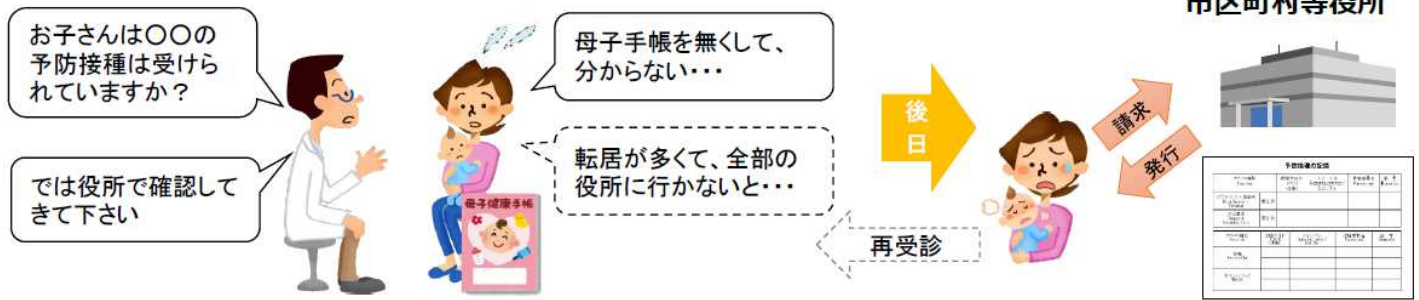 市区町村等役所
お子さんは〇〇の
予防接種は受けら
れていますか？
母子手帳を無くして、
分からない・・・
転居が多くて、全部の
役所に行かないと・・・
では役所で確認して
きて下さい
母子健康手帳
後
日
請求
発行
再受診
予防接種の記録